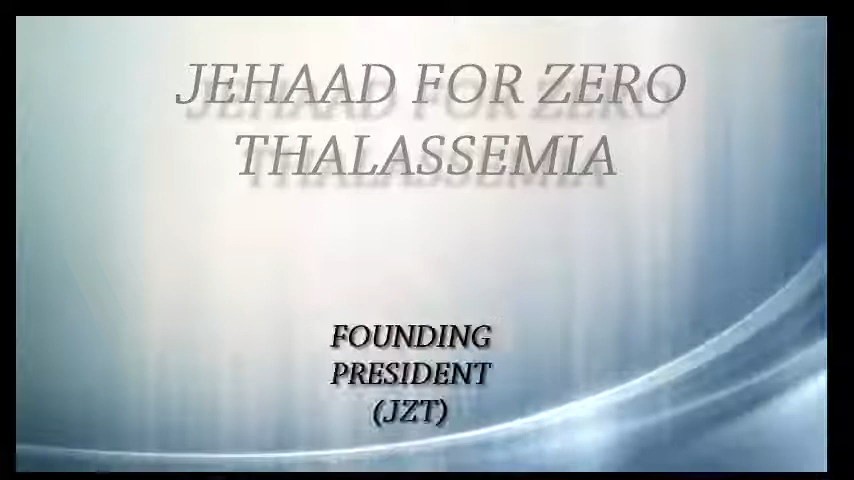 JEHAAD FOR ZERO
THALASSEMIA
FOUNDING
PRESIDENT
(JZT)